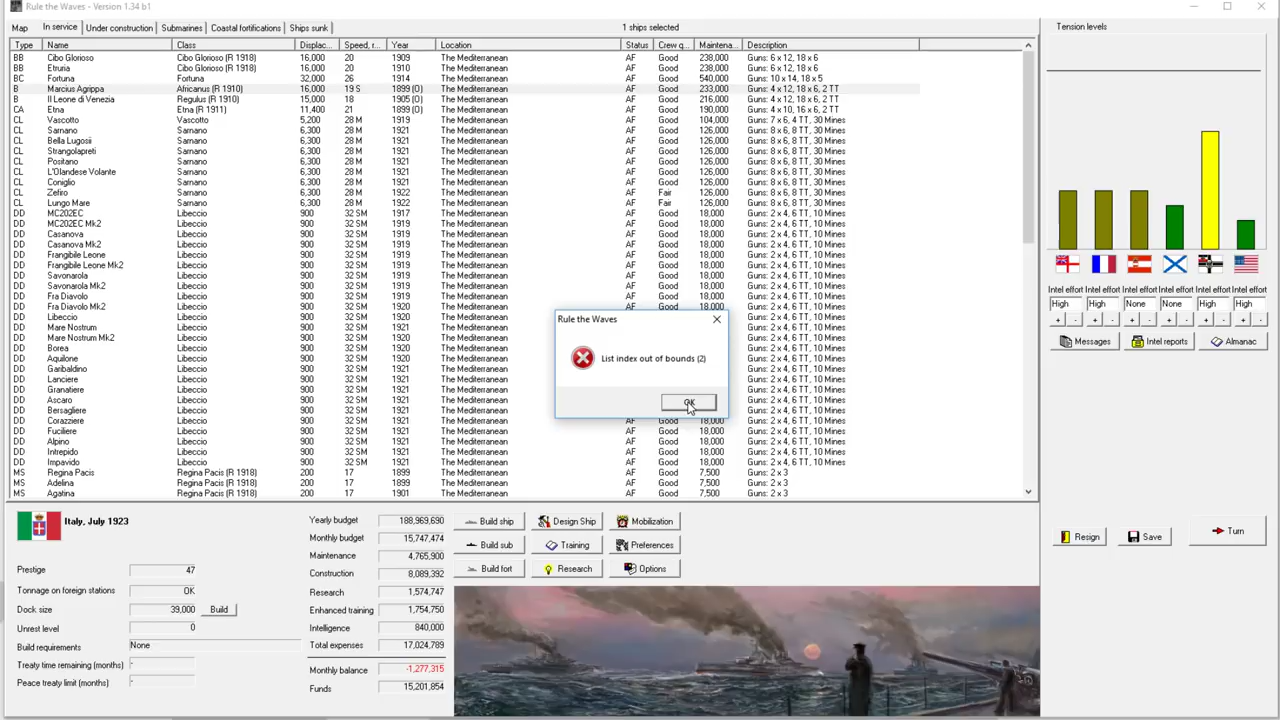 Rule the Waves - Version 1.34 b1
Map In service Under construction Submarines Coastal fortifications Ships sunk 1 ships selected Tension levels
Type Name Class Displac... Speed, r... Year Location Status Crew q... Maintena... Description
BB Cibo Glorioso Cibo Glorioso (R 1918) 16,000 20 1909 The Mediterranean AF Good 238,000 Guns: 6 x 12, 18 x 6
BB Etruria Cibo Glorioso (R 1918) 16,000 20 1910 The Mediterranean AF Good 238,000 Guns: 6 x 12, 18 x 6
BC Fortuna Fortuna 32,000 26 1914 The Mediterranean AF Good 540,000 Guns: 10 x 14, 18 x 5
B Marcius Agrippa Africanus (R 1910) 16,000 19 S 1899 (O) The Mediterranean AF Good 233,000 Guns: 4 x 12, 18 x 6, 2 TT
B Il Leone di Venezia Regulus (R 1910) 15,000 18 1905 (O) The Mediterranean AF Good 216,000 Guns: 4 x 12, 18 x 6
CA Etna Etna (R 1911) 11,400 21 1899 (O) The Mediterranean AF Good 190,000 Guns: 4 x 10, 16 x 6, 2 TT
CL Vascotto Vascotto 5,200 28 M 1919 The Mediterranean AF Good 104,000 Guns: 7 x 6, 4 TT, 30 Mines
CL Sarnano Sarnano 6,300 28 M 1921 The Mediterranean AF Good 126,000 Guns: 8 x 6, 8 TT, 30 Mines
CL Bella Lugosii Sarnano 6,300 28 M 1921 The Mediterranean AF Good 126,000 Guns: 8 x 6, 8 TT, 30 Mines
CL Strangolapreti Sarnano 6,300 28 M 1921 The Mediterranean AF Good 126,000 Guns: 8 x 6, 8 TT, 30 Mines
CL Positano Sarnano 6,300 28 M 1921 The Mediterranean AF Good 126,000 Guns: 8 x 6, 8 TT, 30 Mines
CL L'Olandese Volante Sarnano 6,300 28 M 1921 The Mediterranean AF Good 126,000 Guns: 8 x 6, 8 TT, 30 Mines
CL Coniglio Sarnano 6,300 28 M 1921 The Mediterranean AF Good 126,000 Guns: 8 x 6, 8 TT, 30 Mines
CL Zefiro Sarnano 6,300 28 M 1922 The Mediterranean AF Fair 126,000 Guns: 8 x 6, 8 TT, 30 Mines
CL Lungo Mare Sarnano 6,300 28 M 1922 The Mediterranean AF Fair 126,000 Guns: 8 x 6, 8 TT, 30 Mines
DD MC202EC Libeccio 900 32 SM 1917 The Mediterranean AF Good 18,000 Guns: 2 x 4, 6 TT, 10 Mines
DD MC202EC Mk2 Libeccio 900 32 SM 1919 The Mediterranean AF Good 18,000 Guns: 2 x 4, 6 TT, 10 Mines
DD Casanova Libeccio 900 32 SM 1919 The Mediterranean AF Good 18,000 Guns: 2 x 4, 6 TT, 10 Mines
DD Casanova Mk2 Libeccio 900 32 SM 1919 The Mediterranean AF Good 18,000 Guns: 2 x 4, 6 TT, 10 Mines
DD Frangibile Leone Libeccio 900 32 SM 1919 The Mediterranean AF Good 18,000 Guns: 2 x 4, 6 TT, 10 Mines
DD Frangibile Leone Mk2 Libeccio 900 32 SM 1919 The Mediterranean AF Good 18,000 Guns: 2 x 4, 6 TT, 10 Mines
DD Savonarola Libeccio 900 32 SM 1919 The Mediterranean AF Good 18,000 Guns: 2 x 4, 6 TT, 10 Mines
DD Savonarola Mk2 Libeccio 900 32 SM 1919 The Mediterranean AF Good 18,000 Guns: 2 x 4, 6 TT, 10 Mines
DD Fra Diavolo Libeccio 900 32 SM 1919 The Mediterranean AF Good 18,000 Guns: 2 x 4, 6 TT, 10 Mines
DD Fra Diavolo Mk2 Libeccio 900 32 SM 1920 The Mediterranean AF Good 18,000 Guns: 2 x 4, 6 TT, 10 Mines
DD Libeccio Libeccio 900 32 SM 1920 The Mediterranean Guns: 2 x 4, 6 TT, 10 Mines
DD Mare Nostrum Libeccio 900 32 SM 1920 The Mediterranean Guns: 2 x 4, 6 TT, 10 Mines
DD Mare Nostrum Mk2 Libeccio 900 32 SM 1920 The Mediterranean Guns: 2 x 4, 6 TT, 10 Mines
DD Borea Libeccio 900 32 SM 1920 The Mediterranean Guns: 2 x 4, 6 TT, 10 Mines
DD Aquilone Libeccio 900 32 SM 1920 The Mediterranean Guns: 2 x 4, 6 TT, 10 Mines
DD Garibaldino Libeccio 900 32 SM 1920 The Mediterranean Guns: 2 x 4, 6 TT, 10 Mines
DD Lanciere Libeccio 900 32 SM 1921 The Mediterranean Guns: 2 x 4, 6 TT, 10 Mines
DD Granatiere Libeccio 900 32 SM 1921 The Mediterranean Guns: 2 x 4, 6 TT, 10 Mines
DD Ascaro Libeccio 900 32 SM 1921 The Mediterranean Guns: 2 x 4, 6 TT, 10 Mines
DD Bersagliere Libeccio 900 32 SM 1921 The Mediterranean Guns: 2 x 4, 6 TT, 10 Mines
DD Corazziere Libeccio 900 32 SM 1921 The Mediterranean AF Good 18,000 Guns: 2 x 4, 6 TT, 10 Mines
DD Fuciliere Libeccio 900 32 SM 1921 The Mediterranean AF Good 18,000 Guns: 2 x 4, 6 TT, 10 Mines
DD Alpino Libeccio 900 32 SM 1921 The Mediterranean AF Good 18,000 Guns: 2 x 4, 6 TT, 10 Mines
DD Intrepido Libeccio 900 32 SM 1921 The Mediterranean AF Good 18,000 Guns: 2 x 4, 6 TT, 10 Mines
DD Impavido Libeccio 900 32 SM 1921 The Mediterranean AF Good 18,000 Guns: 2 x 4, 6 TT, 10 Mines
MS Regina Pacis Regina Pacis (R 1918) 200 17 1899 The Mediterranean AF Good 7,500 Guns: 2 x 3
MS Adelina Regina Pacis (R 1918) 200 17 1899 The Mediterranean AF Good 7,500 Guns: 2 x 3
MS Agatina Regina Pacis (R 1918) 200 17 1901 The Mediterranean AF Good 7,500 Guns: 2 x 3
Rule the Waves
List index out of bounds (2)
OK
Intel effort Intel effort Intel effort Intel effort Intel effort Intel effort
High High None None High High
+ - + - + - + - + - + -
Messages Intel reports Almanac
Italy, July 1923
Prestige 47
Tonnage on foreign stations OK
Dock size 39,000 Build
Unrest level 0
Build requirements None
Treaty time remaining (months) -
Peace treaty limit (months) -
Yearly budget 188,969,690
Monthly budget 15,747,474
Maintenance 4,765,900
Construction 8,089,392
Research 1,574,747
Enhanced training 1,754,750
Intelligence 840,000
Total expenses 17,024,789
Monthly balance -1,277,315
Funds 15,201,854
Build ship Design Ship Mobilization
Build sub Training Preferences
Build fort Research Options
Resign Save Turn